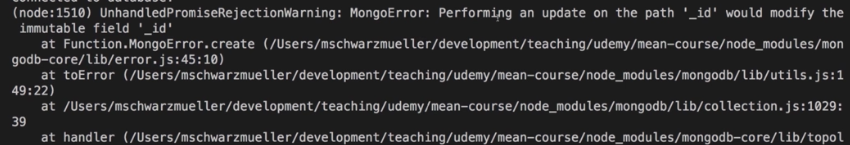 connected to database!
(node:1510) UnhandledPromiseRejectionWarning: MongoError: Performing an update on the path '_id' would modify the
immutable field '_id'
    at Function.MongoError.create (/Users/mschwarzmueller/development/teaching/udemy/mean-course/node_modules/mon
godb-core/lib/error.js:45:10)
    at toError (/Users/mschwarzmueller/development/teaching/udemy/mean-course/node_modules/mongodb/lib/utils.js:1
49:22)
    at /Users/mschwarzmueller/development/teaching/udemy/mean-course/node_modules/mongodb/lib/collection.js:1029:
39
    at handler (/Users/mschwarzmueller/development/teaching/udemy/mean-course/node_modules/mongodb-core/lib/topol